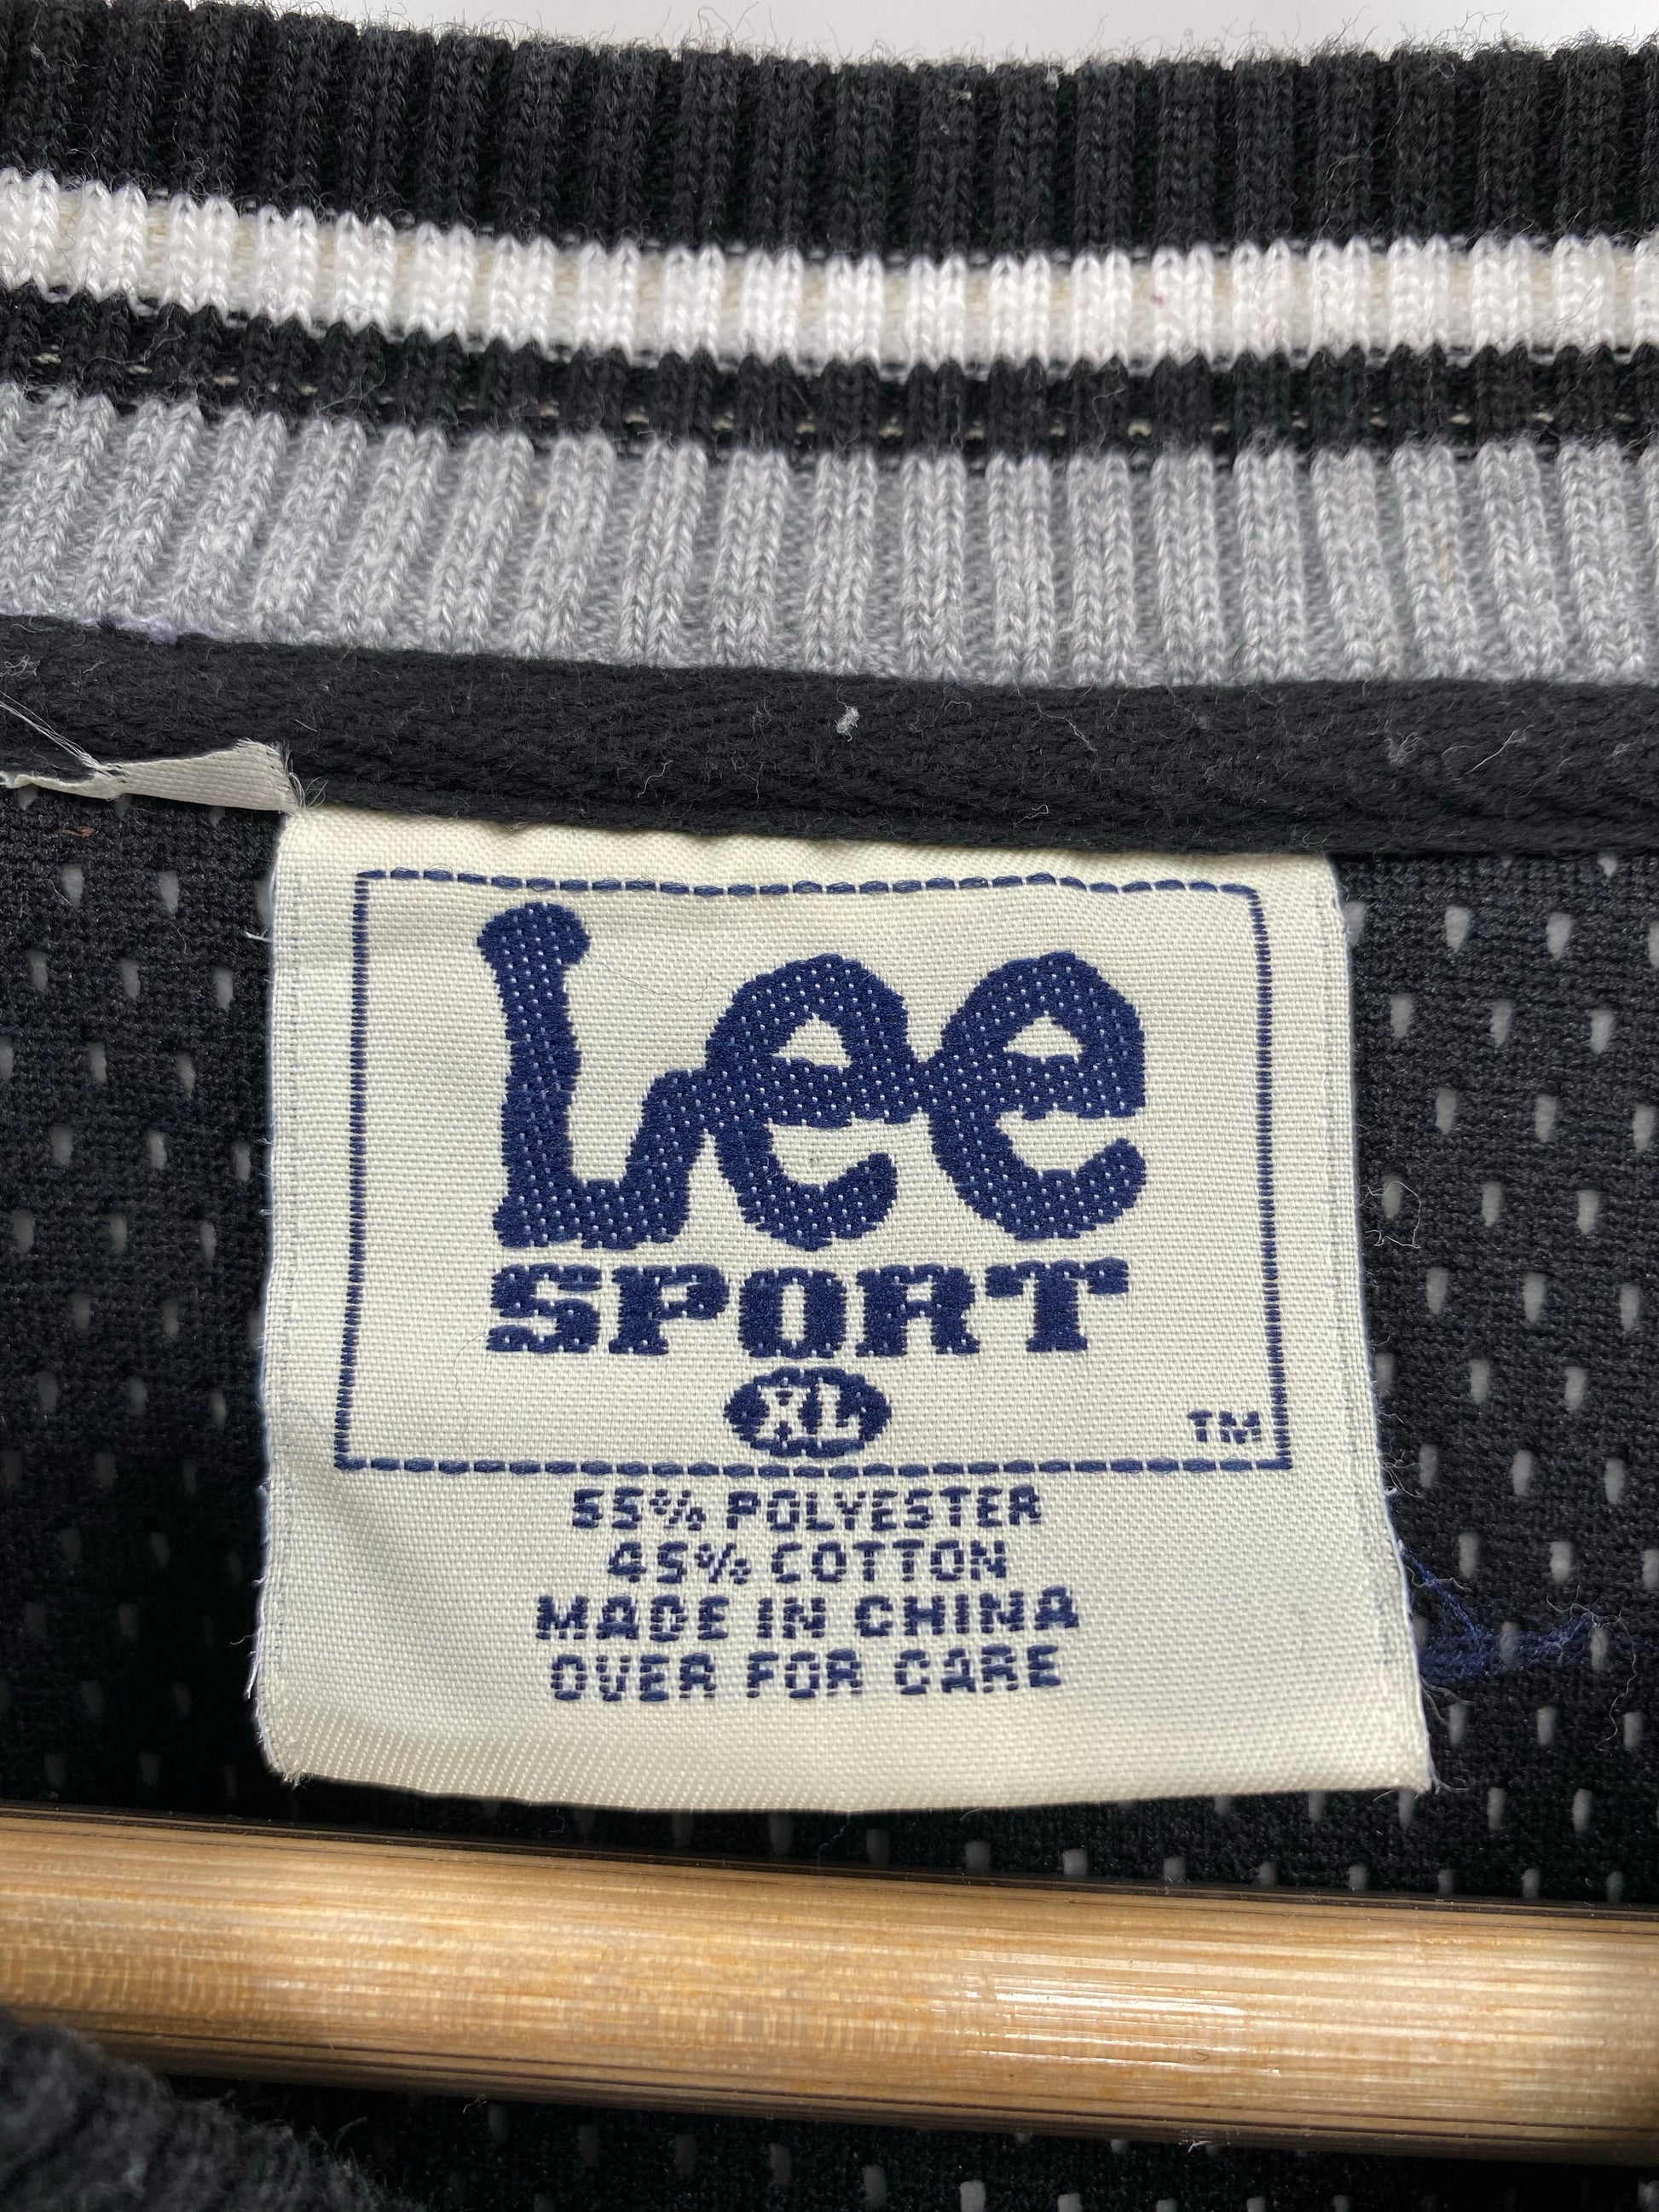 Lee
SPORT
XL
TM
55% POLYESTER
45% COTTON
MADE IN CHINA
OVER FOR CARE